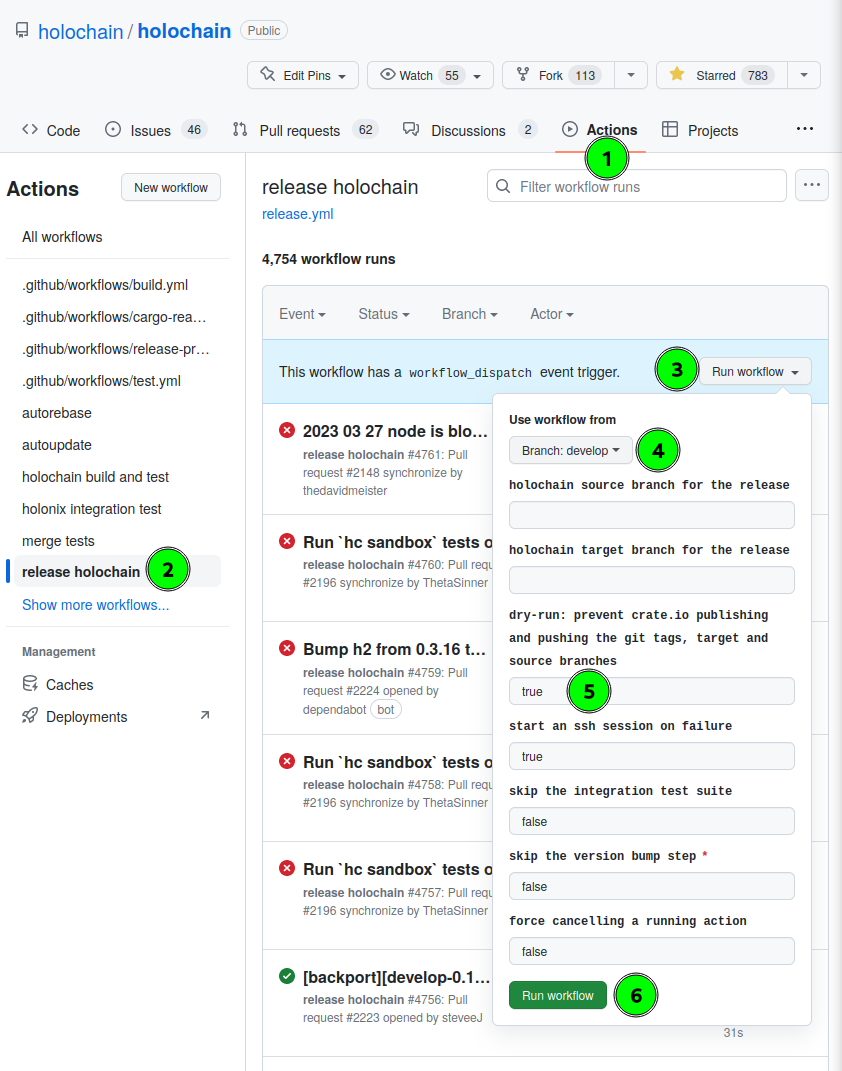 holochain / holochain Public
Edit Pins Watch 55 Fork 113 Starred 783
Code Issues 46 Pull requests 62 Discussions 2 Actions Projects ...
1
Actions New workflow
All workflows
.github/workflows/build.yml
.github/workflows/cargo-rea…
.github/workflows/release-pr…
.github/workflows/test.yml
autorebase
autoupdate
holochain build and test
holonix integration test
merge tests
release holochain 2
Show more workflows...
Management
Caches
Deployments
release holochain Filter workflow runs ...
release.yml
4,754 workflow runs
Event Status Branch Actor
This workflow has a workflow_dispatch event trigger. 3 Run workflow
2023 03 27 node is blo…
release holochain #4761: Pull
request #2148 synchronize by
thedavidmeister
Run `hc sandbox` tests o
release holochain #4760: Pull requ
#2196 synchronize by ThetaSinner
Bump h2 from 0.3.16 t…
release holochain #4759: Pull
request #2224 opened by
dependabot bot
Run `hc sandbox` tests o
release holochain #4758: Pull requ
#2196 synchronize by ThetaSinner
Run `hc sandbox` tests o
release holochain #4757: Pull requ
#2196 synchronize by ThetaSinner
[backport][develop-0.1…
release holochain #4756: Pull
request #2223 opened by steveeJ
31s
Use workflow from
Branch: develop 4
holochain source branch for the release
holochain target branch for the release
dry-run: prevent crate.io publishing
and pushing the git tags, target and
source branches
true 5
start an ssh session on failure
true
skip the integration test suite
false
skip the version bump step *
false
force cancelling a running action
false
Run workflow 6